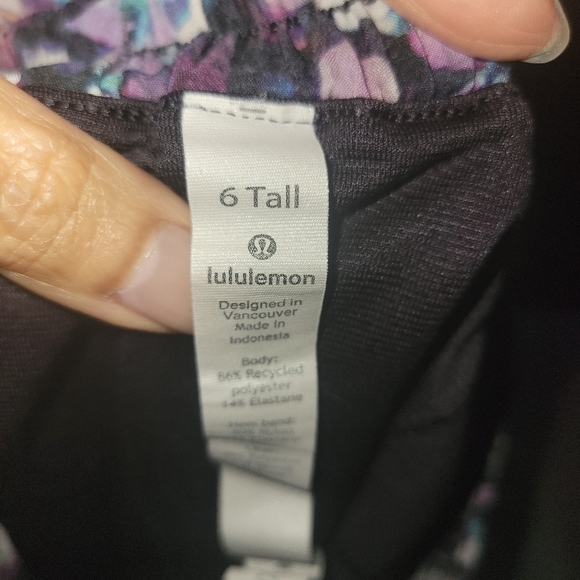 6 Tall
lululemon
Designed in
Vancouver
Made in
Indonesia
Body:
86% Recycled
polyester
14% Elastane